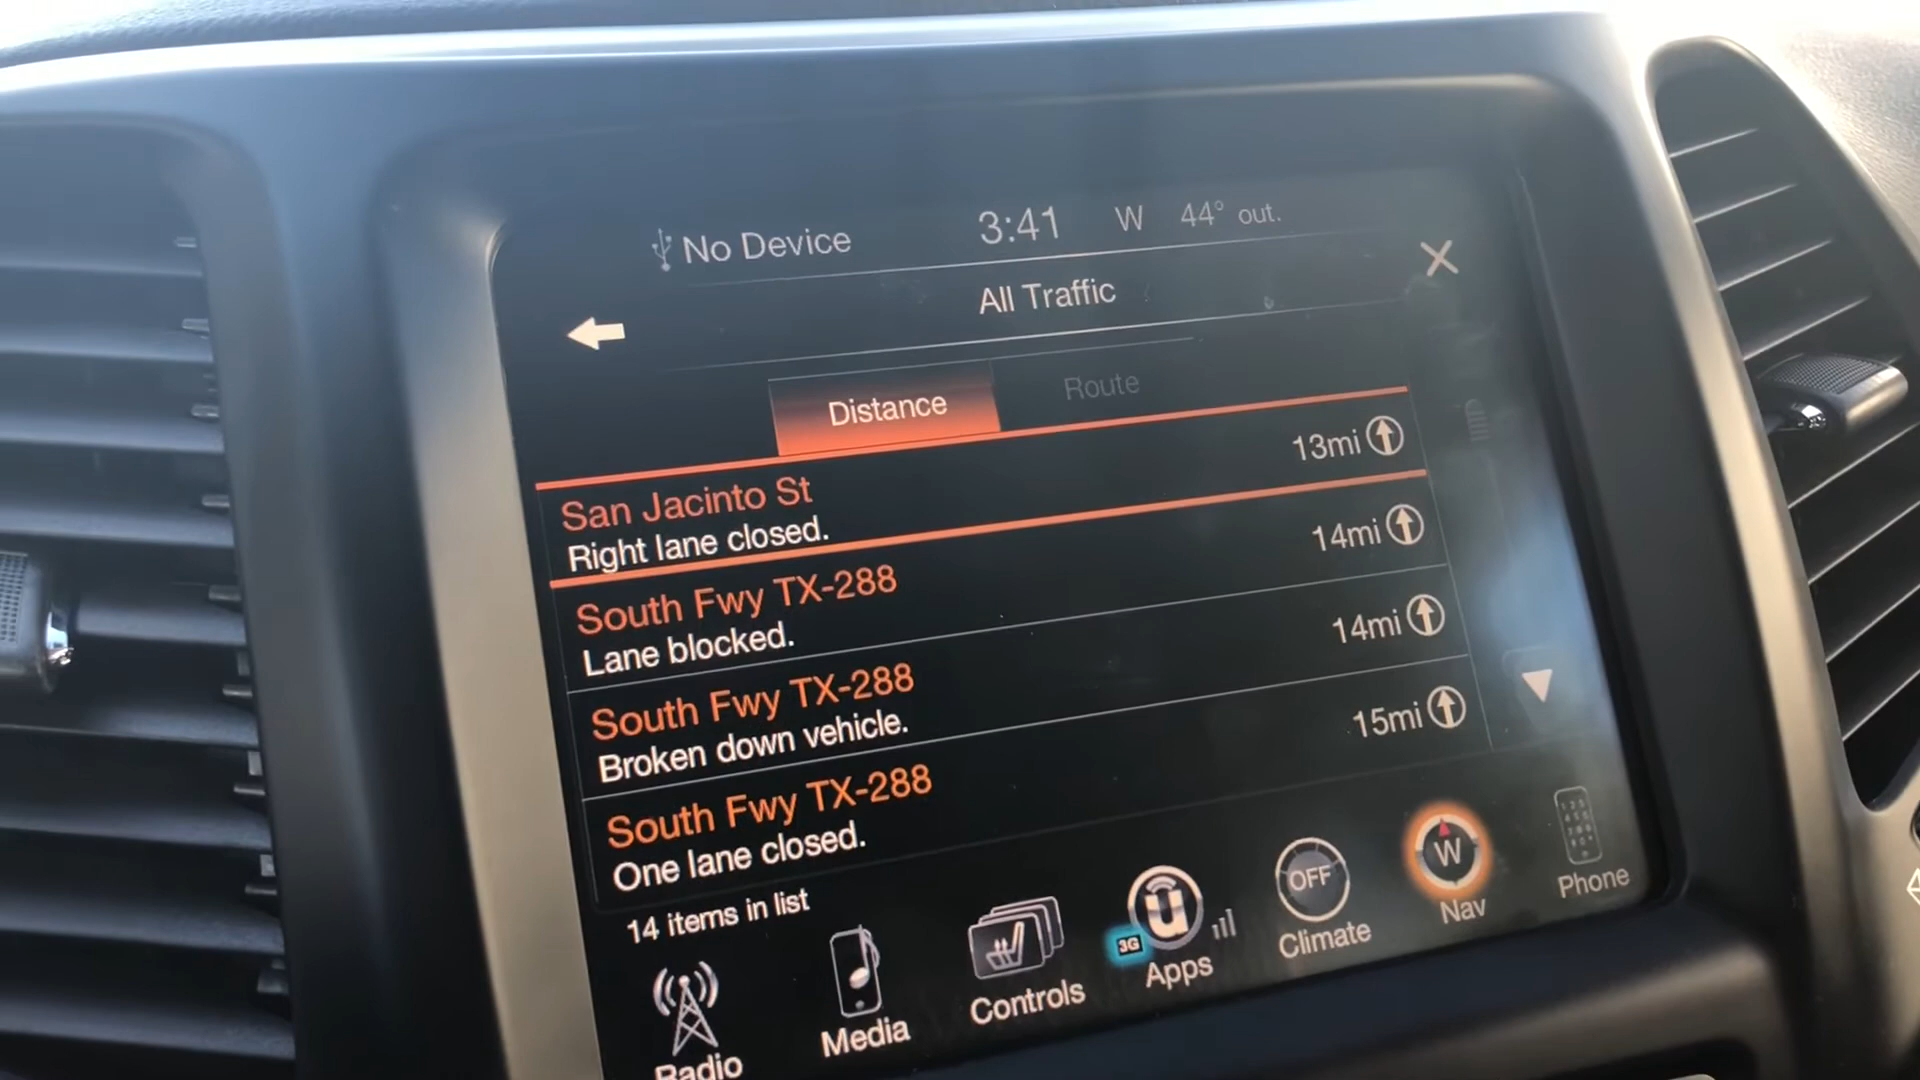 No Device 3:41 W 44° out.
All Traffic
Distance Route
San Jacinto St 13mi
Right lane closed.
South Fwy TX-288 14mi
Lane blocked.
South Fwy TX-288 14mi
Broken down vehicle.
South Fwy TX-288 15mi
One lane closed.
14 items in list
3G
OFF
W
Radio Media Controls Apps Climate Nav Phone